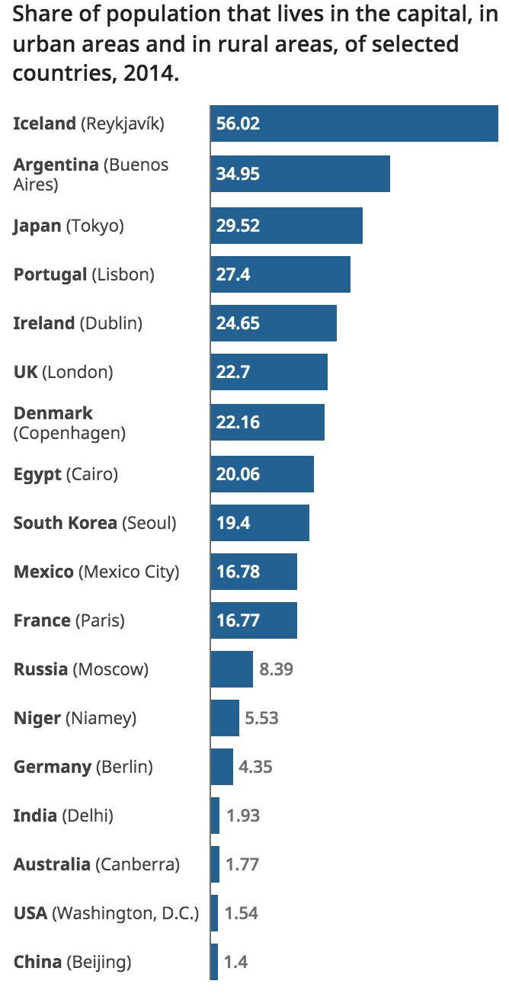 Share of population that lives in the capital, in
urban areas and in rural areas, of selected
countries, 2014.
Iceland (Reykjavík) 56.02
Argentina (Buenos
Aires) 34.95
Japan (Tokyo) 29.52
Portugal (Lisbon) 27.4
Ireland (Dublin) 24.65
UK (London) 22.7
Denmark
(Copenhagen) 22.16
Egypt (Cairo) 20.06
South Korea (Seoul) 19.4
Mexico (Mexico City) 16.78
France (Paris) 16.77
Russia (Moscow) 8.39
Niger (Niamey) 5.53
Germany (Berlin) 4.35
India (Delhi) 1.93
Australia (Canberra) 1.77
USA (Washington, D.C.) 1.54
China (Beijing) 1.4